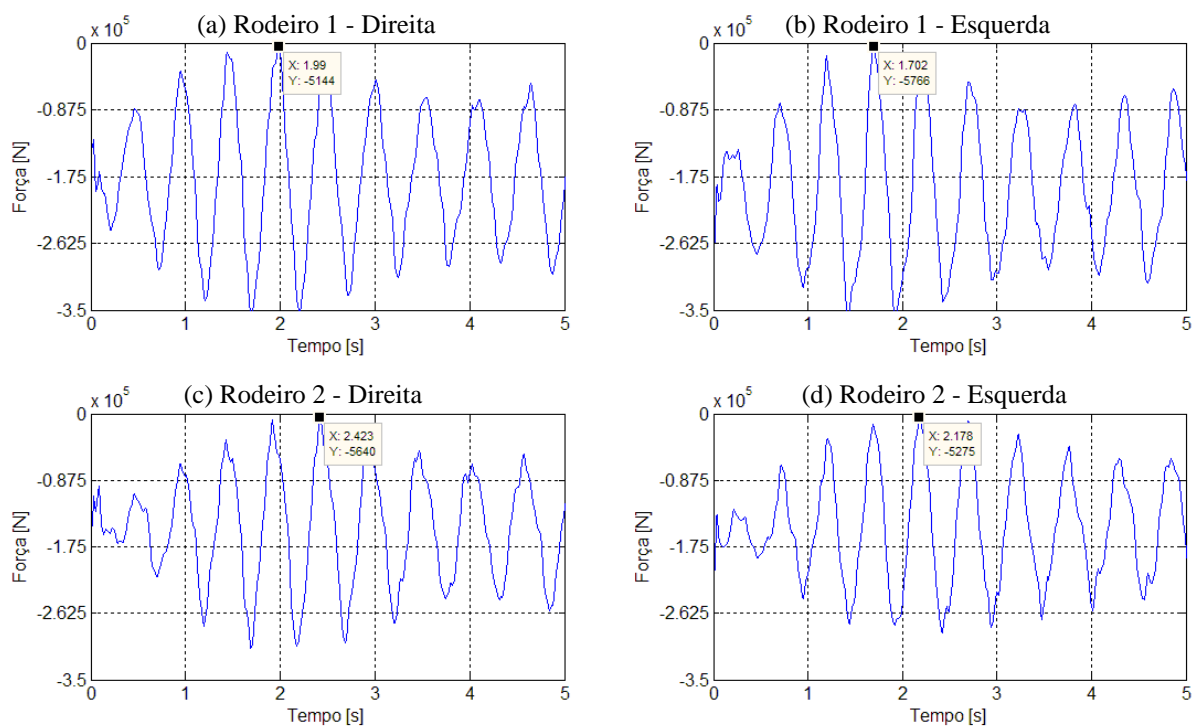 (a) Rodeiro 1 - Direita
x 10^5
0
-0.875
-1.75
-2.625
-3.5
Força [N]
X: 1.99
Y: -5144
0 1 2 3 4 5
Tempo [s]
(b) Rodeiro 1 - Esquerda
x 10^5
0
-0.875
-1.75
-2.625
-3.5
Força [N]
X: 1.702
Y: -5766
0 1 2 3 4 5
Tempo [s]
(c) Rodeiro 2 - Direita
x 10^5
0
-0.875
-1.75
-2.625
-3.5
Força [N]
X: 2.423
Y: -5640
0 1 2 3 4 5
Tempo [s]
(d) Rodeiro 2 - Esquerda
x 10^5
0
-0.875
-1.75
-2.625
-3.5
Força [N]
X: 2.178
Y: -5275
0 1 2 3 4 5
Tempo [s]